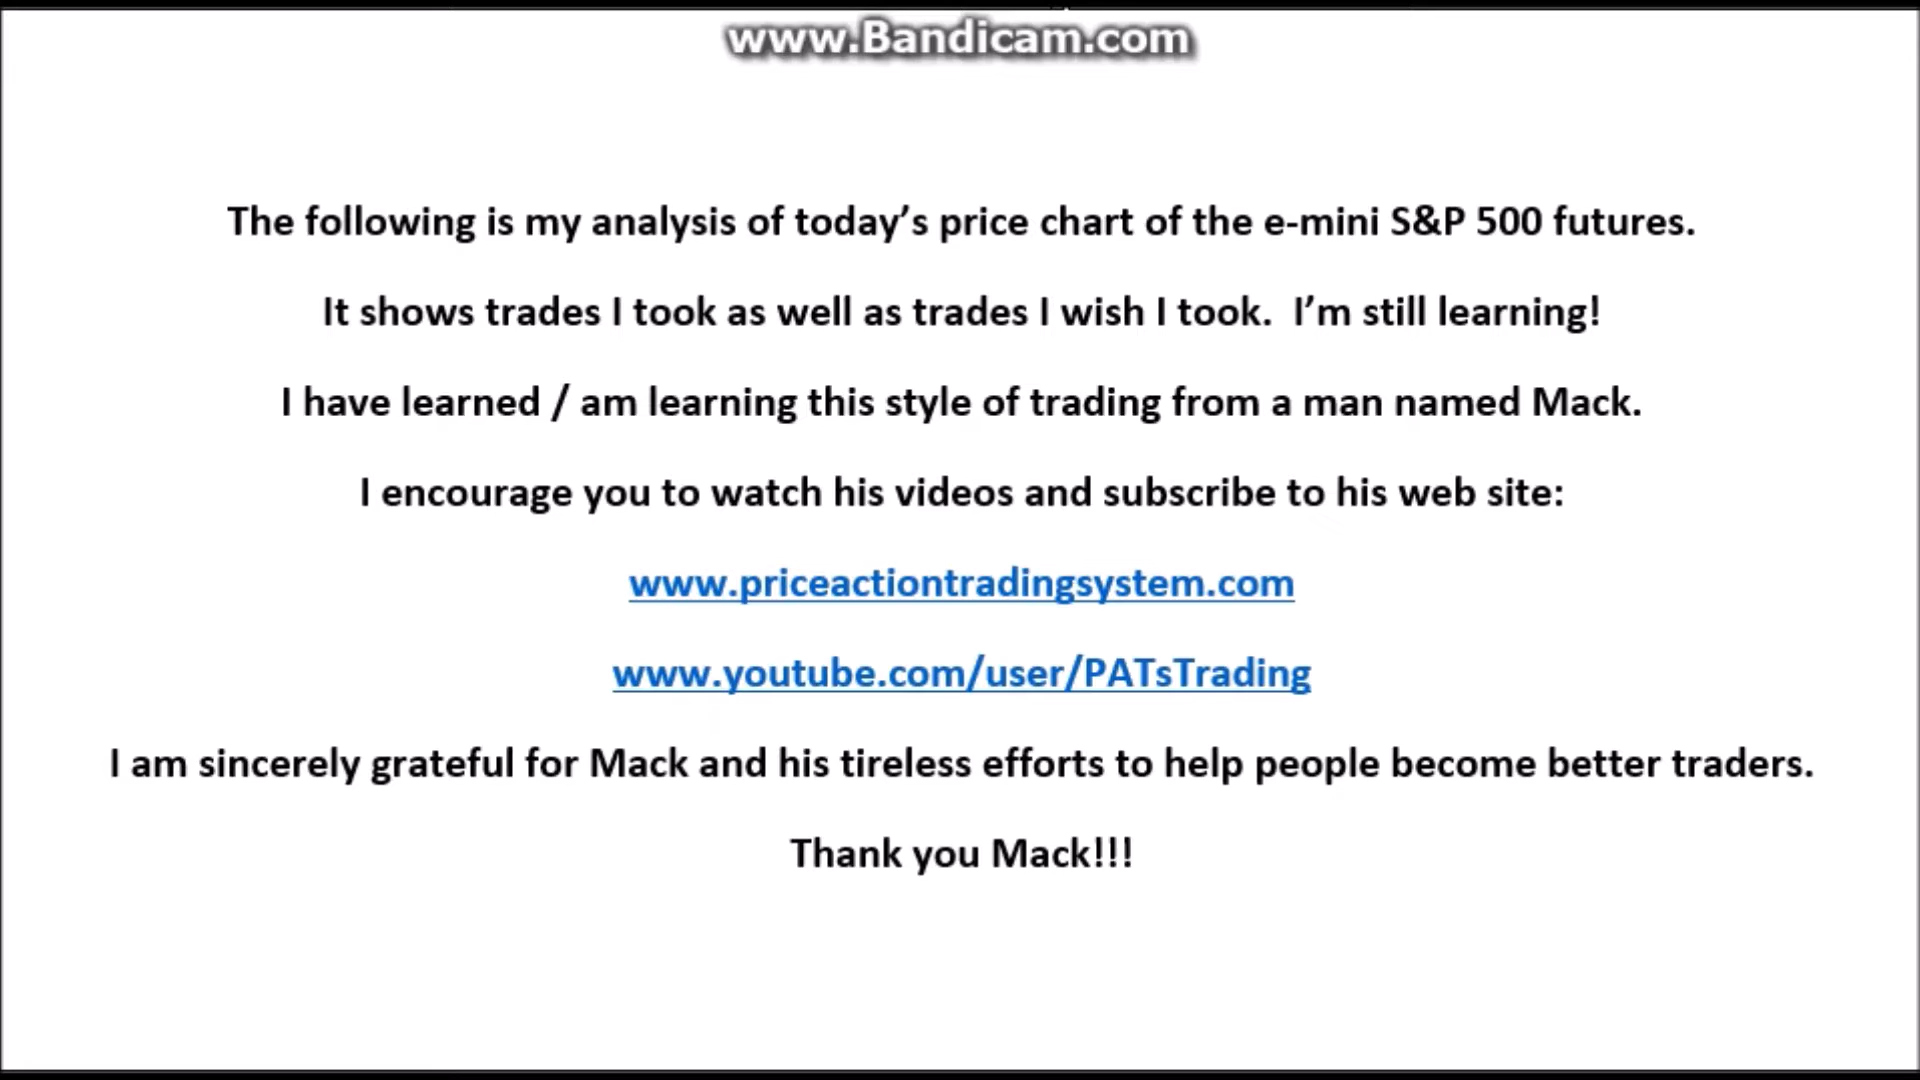 www.Bandicam.com
The following is my analysis of today’s price chart of the e-mini S&P 500 futures.
It shows trades I took as well as trades I wish I took.  I’m still learning!
I have learned / am learning this style of trading from a man named Mack.
I encourage you to watch his videos and subscribe to his web site:
www.priceactiontradingsystem.com
www.youtube.com/user/PATsTrading
I am sincerely grateful for Mack and his tireless efforts to help people become better traders.
Thank you Mack!!!